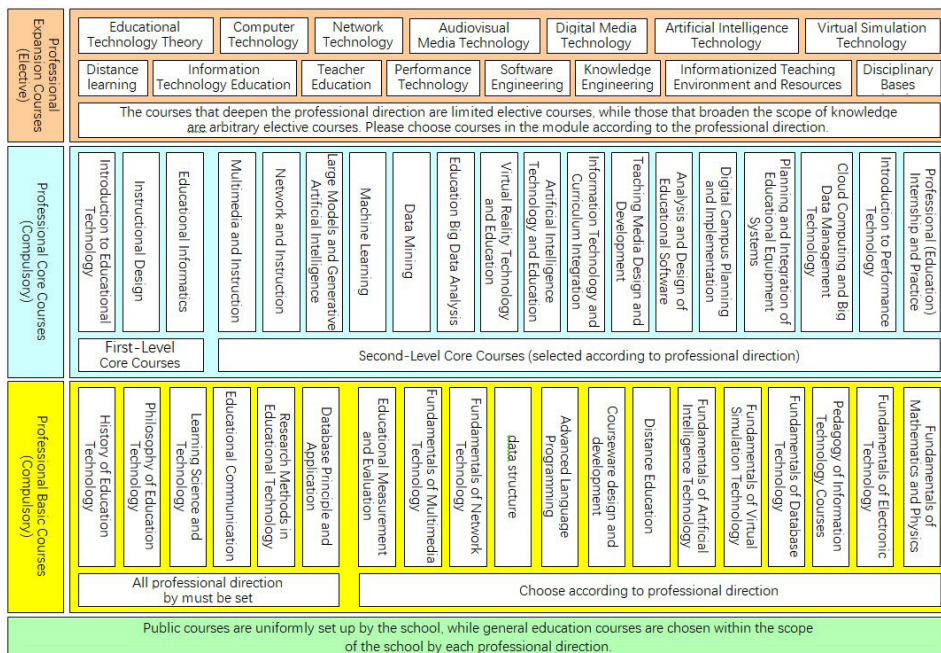 Professional
Expansion Courses
(Elective)
Educational
Technology Theory
Computer
Technology
Network
Technology
Audiovisual
Media Technology
Digital Media
Technology
Artificial Intelligence
Technology
Virtual Simulation
Technology
Distance
learning
Information
Technology Education
Teacher
Education
Performance
Technology
Software
Engineering
Knowledge
Engineering
Informationized Teaching
Environment and Resources
Disciplinary
Bases
The courses that deepen the professional direction are limited elective courses, while those that broaden the scope of knowledge
are arbitrary elective courses. Please choose courses in the module according to the professional direction.
Professional Core Courses
(Compulsory)
Introduction to Educational
Technology
Instructional Design
Educational Informatics
Multimedia and Instruction
Network and Instruction
Large Models and Generative
Artificial Intelligence
Machine Learning
Data Mining
Education Big Data Analysis
Virtual Reality Technology
and Education
Artificial Intelligence
Technology and Education
Information Technology and
Curriculum Integration
Teaching Media Design and
Development
Analysis and Design of
Educational Software
Digital Campus Planning
and Implementation
Planning and Integration of
Educational Equipment
Systems
Cloud Computing and Big
Data Management
Technology
Introduction to Performance
Technology
Professional (Education)
Internship and Practice
First-Level
Core Courses
Second-Level Core Courses (selected according to professional direction)
Professional Basic Courses
(Compulsory)
History of Education
Technology
Philosophy of Education
Technology
Learning Science and
Technology
Educational Communication
Research Methods in
Educational Technology
Database Principle and
Application
Educational Measurement
and Evaluation
Fundamentals of Multimedia
Technology
Fundamentals of Network
Technology
data structure
Advanced Language
Programming
Courseware design and
development
Distance Education
Fundamentals of Artificial
Intelligence Technology
Fundamentals of Virtual
Simulation Technology
Fundamentals of Database
Technology
Pedagogy of Information
Technology Courses
Fundamentals of Electronic
Technology
Fundamentals of
Mathematics and Physics
All professional direction
by must be set
Choose according to professional direction
Public courses are uniformly set up by the school, while general education courses are chosen within the scope
of the school by each professional direction.